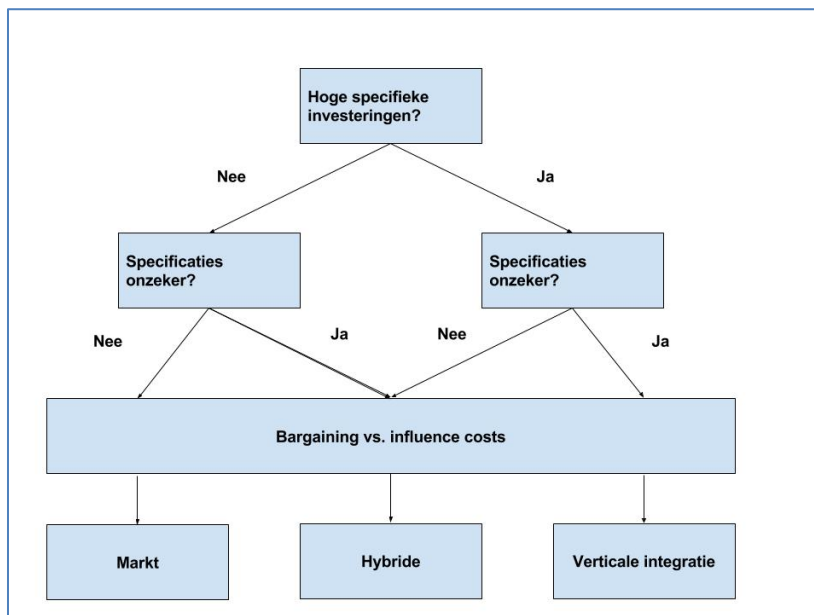 Hoge specifieke
investeringen?
Nee
Ja
Specificaties
onzeker?
Specificaties
onzeker?
Nee
Ja
Nee
Ja
Bargaining vs. influence costs
Markt
Hybride
Verticale integratie